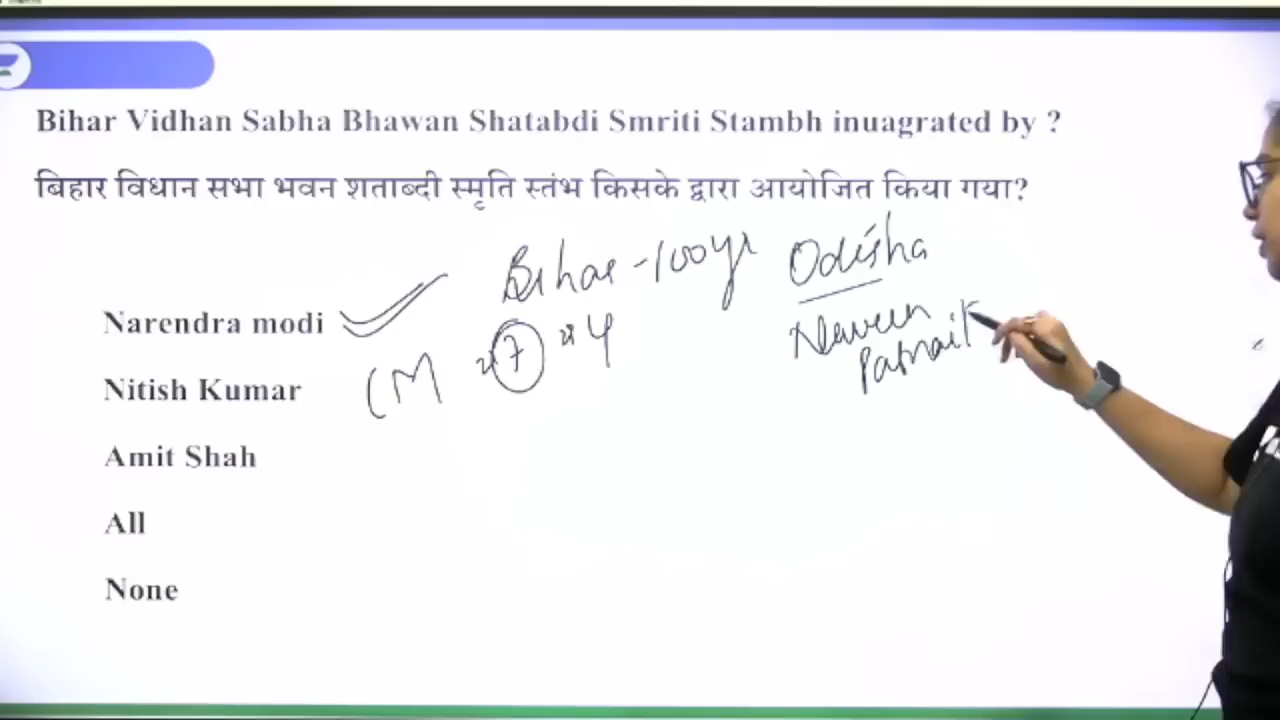 Bihar Vidhan Sabha Bhawan Shatabdi Smriti Stambh inuagrated by ?
बिहार विधान सभा भवन शताब्दी स्मृति स्तंभ किसके द्वारा आयोजित किया गया?
Bihar - 100yr
Odisha
Narendra modi
Naveen
Patnaik
CM
7
Nitish Kumar
Amit Shah
All
None